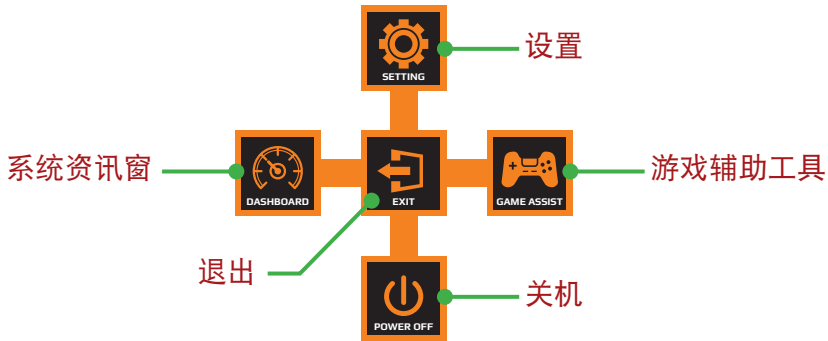 设置
SETTING
系统资讯窗
DASHBOARD
EXIT
GAME ASSIST
游戏辅助工具
退出
关机
POWER OFF